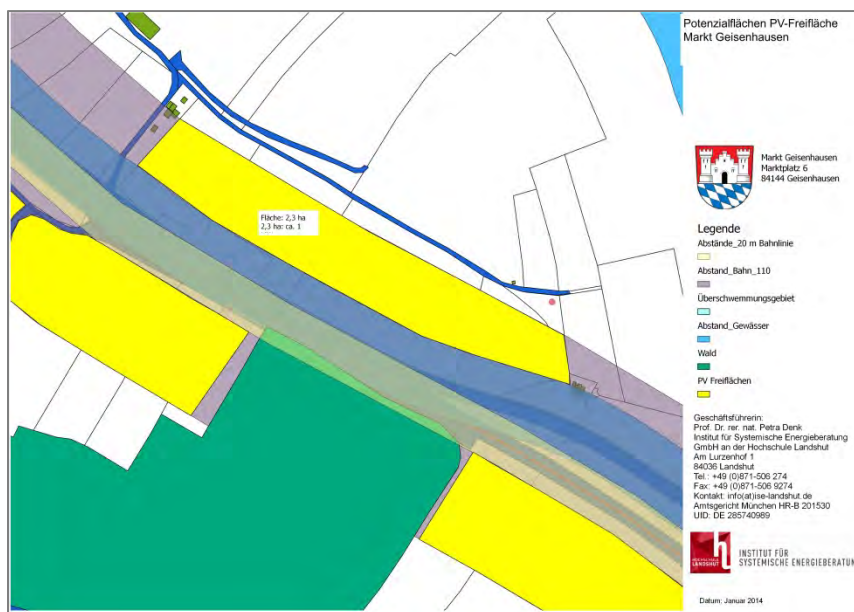 Potenzialflächen PV-Freifläche
Markt Geisenhausen
Markt Geisenhausen
Marktplatz 6
84144 Geisenhausen
Fläche: 2,3 ha
2,3 ha: ca. 1
Legende
Abstände_20 m Bahnlinie
Abstand_Bahn_110
Überschwemmungsgebiet
Abstand_Gewässer
Wald
PV Freiflächen
Geschäftsführerin:
Prof. Dr. rer. nat. Petra Denk
Institut für Systemische Energieberatung
GmbH an der Hochschule Landshut
Am Lurzenhof 1
84036 Landshut
Tel.: +49 (0)871-506 274
Fax: +49 (0)871-506 9274
Kontakt: info(at)ise-landshut.de
Amtsgericht München HR-B 201530
UID: DE 285740989
HOCHSCHULE
LANDSHUT
INSTITUT FÜR
SYSTEMISCHE ENERGIEBERATUN
Datum: Januar 2014